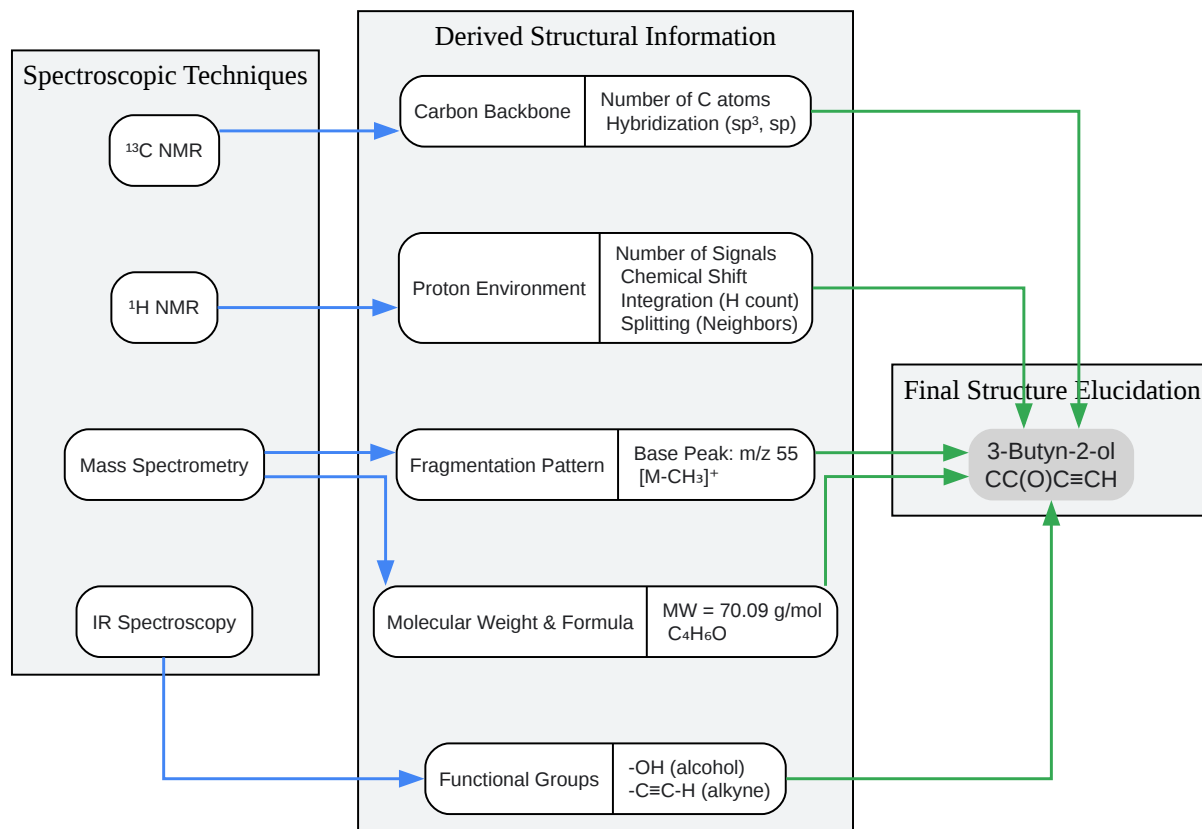 Spectroscopic Techniques
¹³C NMR
¹H NMR
Mass Spectrometry
IR Spectroscopy
Derived Structural Information
Carbon Backbone
Number of C atoms
Hybridization (sp³, sp)
Proton Environment
Number of Signals
Chemical Shift
Integration (H count)
Splitting (Neighbors)
Fragmentation Pattern
Base Peak: m/z 55
[M-CH₃]⁺
Molecular Weight & Formula
MW = 70.09 g/mol
C₄H₆O
Functional Groups
-OH (alcohol)
-C≡C-H (alkyne)
Final Structure Elucidation
3-Butyn-2-ol
CC(O)C≡CH